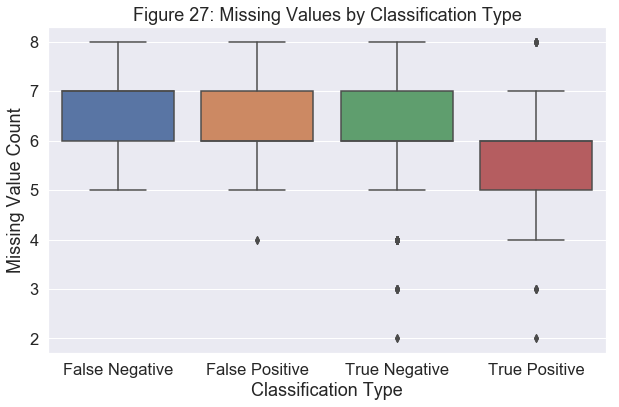 Figure 27: Missing Values by Classification Type
8
7
6
5
4
3
2
Missing Value Count
False Negative False Positive True Negative True Positive
Classification Type